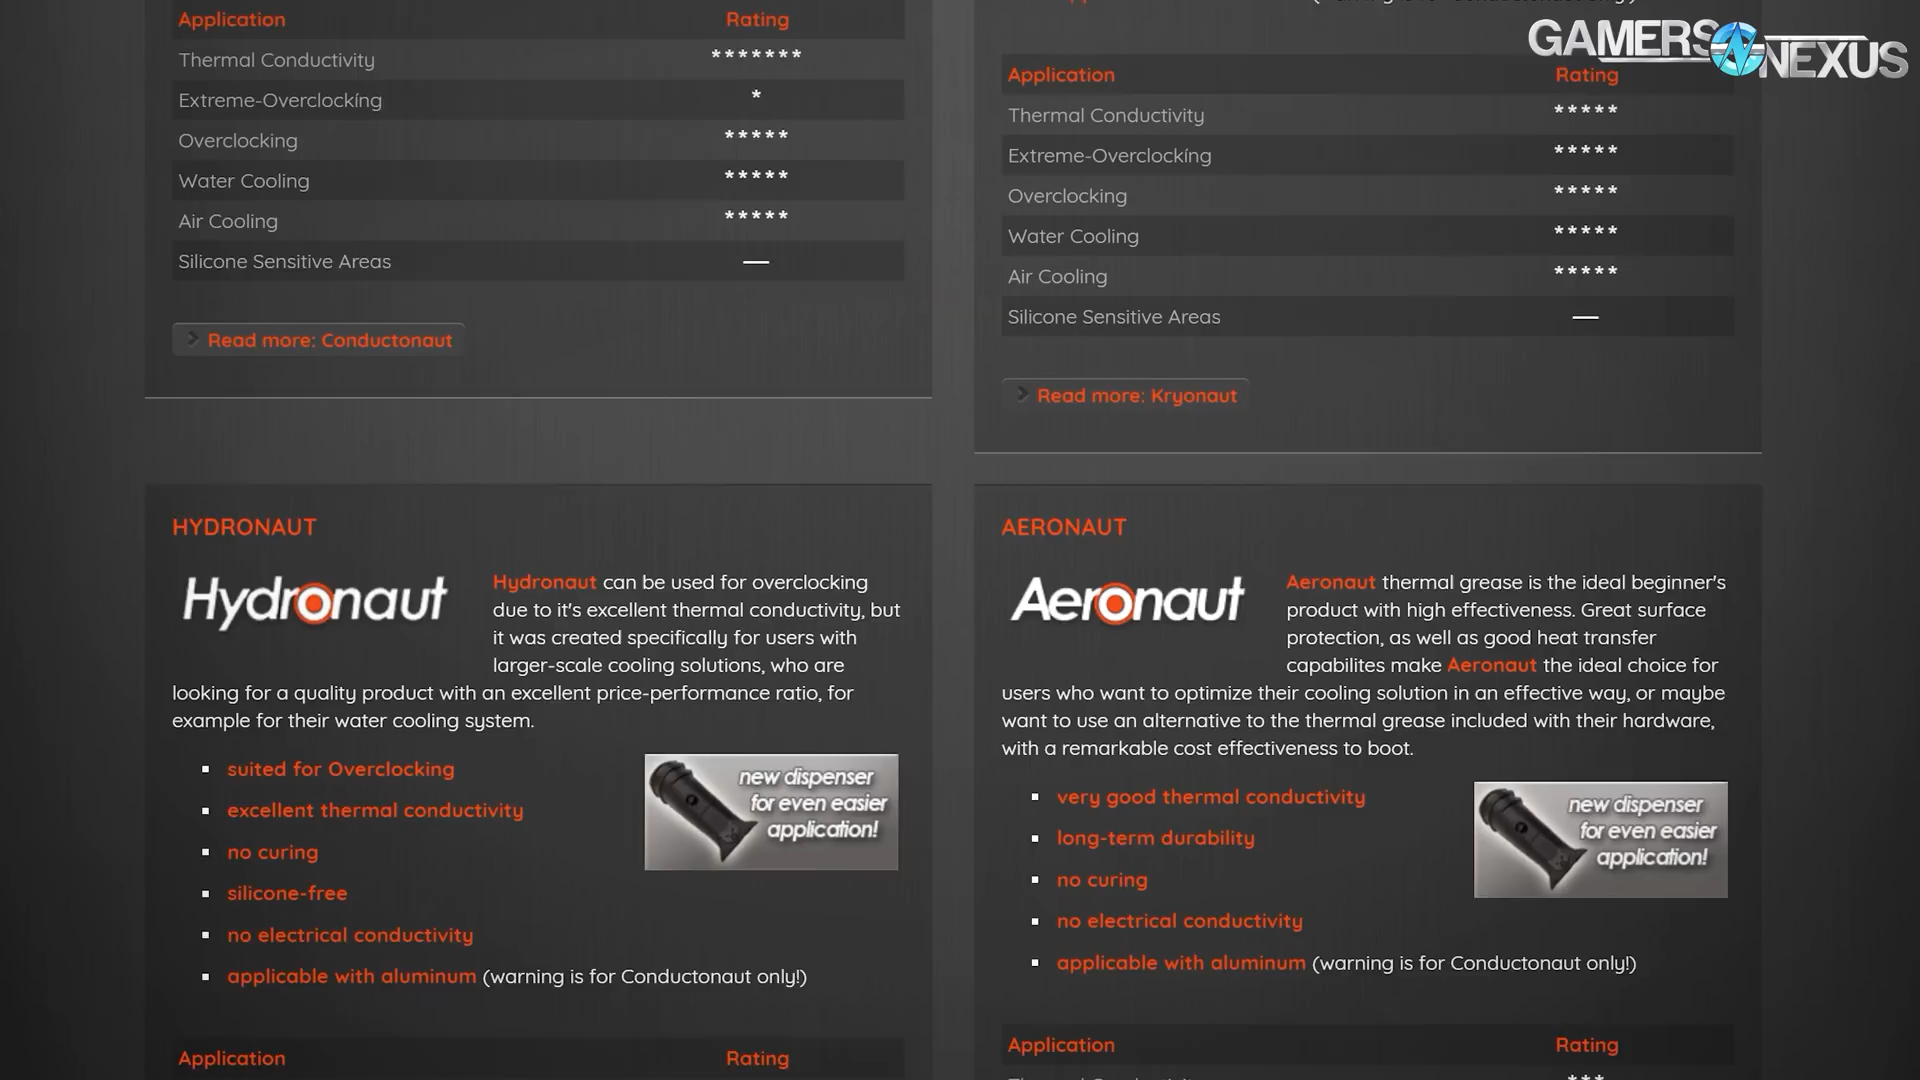 Application Rating
Thermal Conductivity *******
Extreme-Overclockíng *
Overclocking *****
Water Cooling *****
Air Cooling *****
Silicone Sensitive Areas —
Read more: Conductonaut
GAMERS NEXUS
Application Rating
Thermal Conductivity *****
Extreme-Overclockíng *****
Overclocking *****
Water Cooling *****
Air Cooling *****
Silicone Sensitive Areas —
Read more: Kryonaut
HYDRONAUT
Hydronaut
Hydronaut can be used for overclocking
due to it's excellent thermal conductivity, but
it was created specifically for users with
larger-scale cooling solutions, who are
looking for a quality product with an excellent price-performance ratio, for
example for their water cooling system.
suited for Overclocking
excellent thermal conductivity
no curing
silicone-free
no electrical conductivity
applicable with aluminum (warning is for Conductonaut only!)
new dispenser
for even easier
application!
Application Rating
AERONAUT
Aeronaut
Aeronaut thermal grease is the ideal beginner's
product with high effectiveness. Great surface
protection, as well as good heat transfer
capabilites make Aeronaut the ideal choice for
users who want to optimize their cooling solution in an effective way, or maybe
want to use an alternative to the thermal grease included with their hardware,
with a remarkable cost effectiveness to boot.
very good thermal conductivity
long-term durability
no curing
no electrical conductivity
applicable with aluminum (warning is for Conductonaut only!)
new dispenser
for even easier
application!
Application Rating